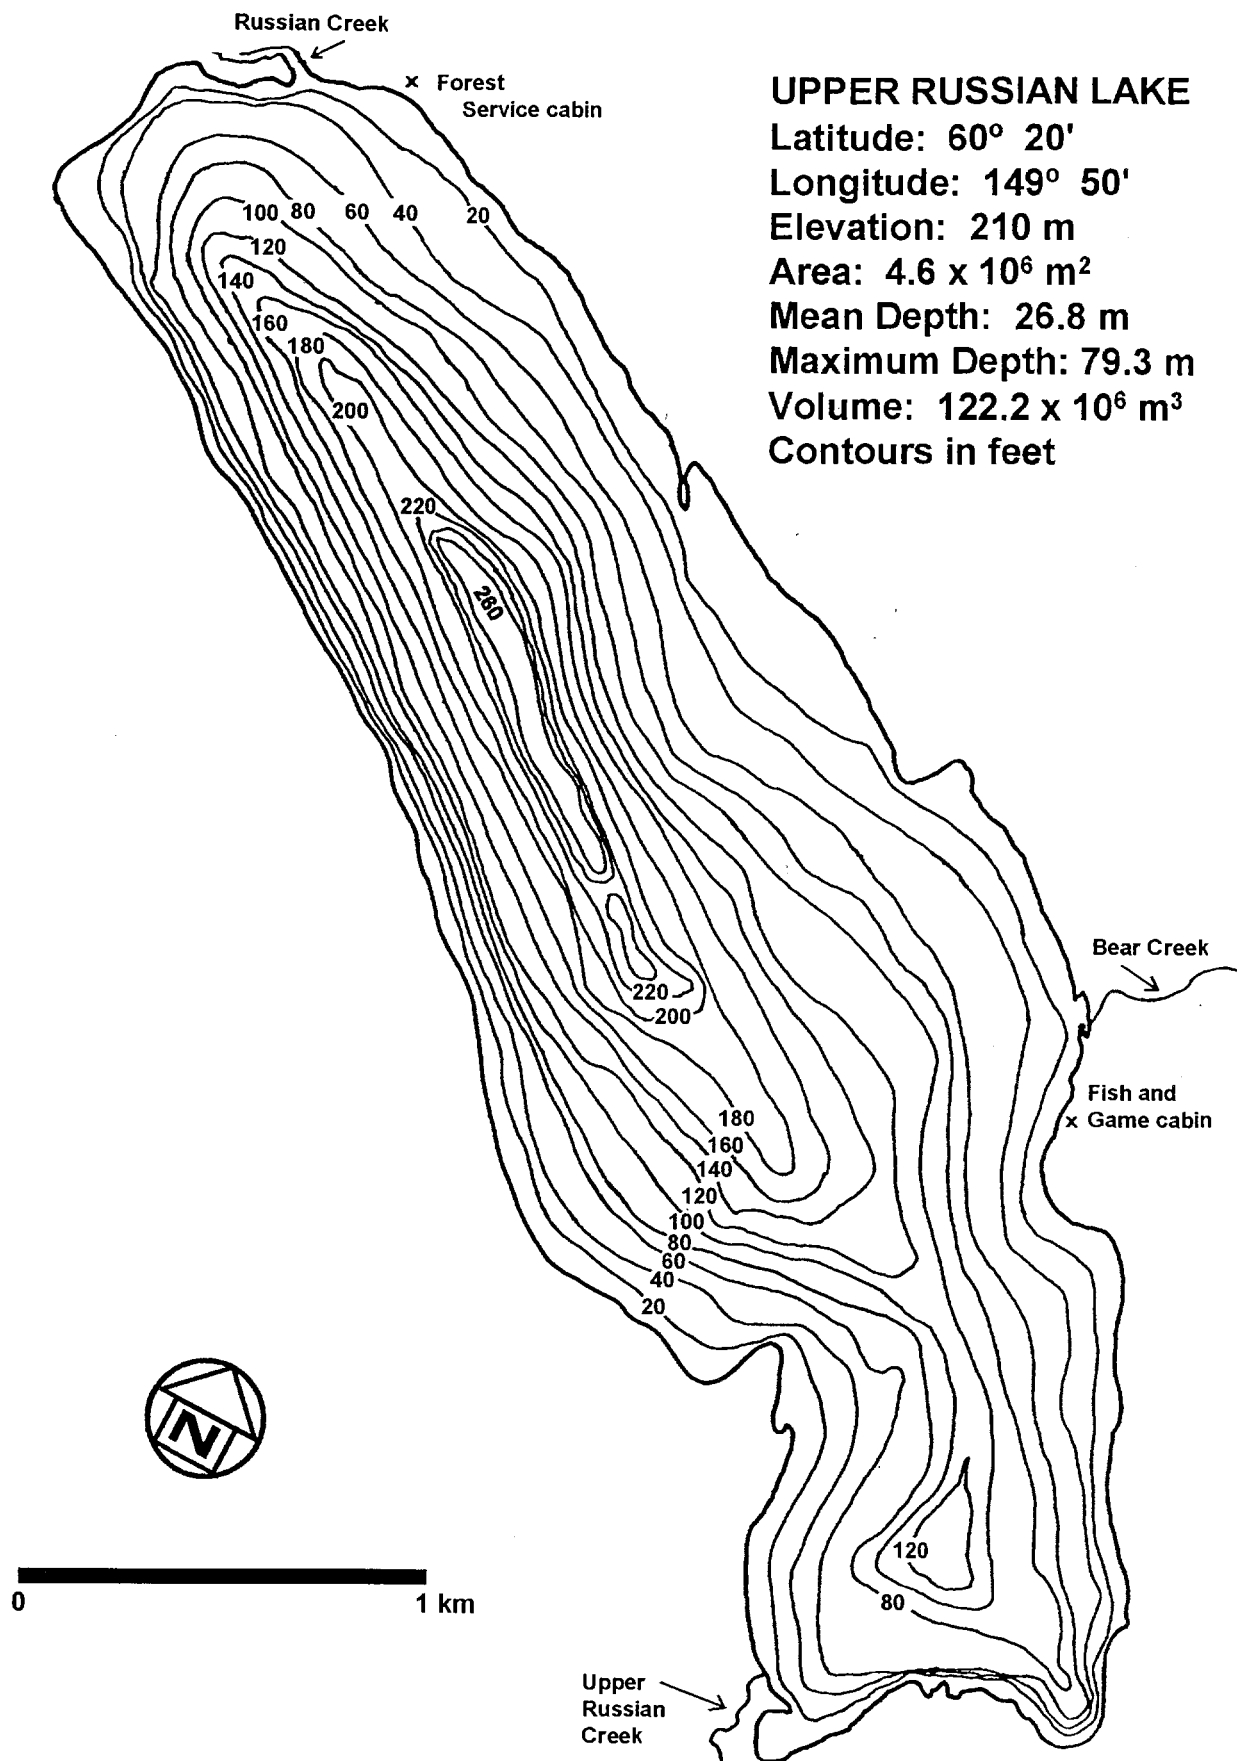 Russian Creek
x Forest
Service cabin
UPPER RUSSIAN LAKE
Latitude: 60º 20'
Longitude: 149º 50'
Elevation: 210 m
Area: 4.6 x 10⁶ m²
Mean Depth: 26.8 m
Maximum Depth: 79.3 m
Volume: 122.2 x 10⁶ m³
Contours in feet
100 80 60 40 20
120
140
160
180
200
220
260
Bear Creek
220
200
Fish and
x Game cabin
180
160
140
120
100
80
60
40
20
N
120
80
0 1 km
Upper
Russian
Creek